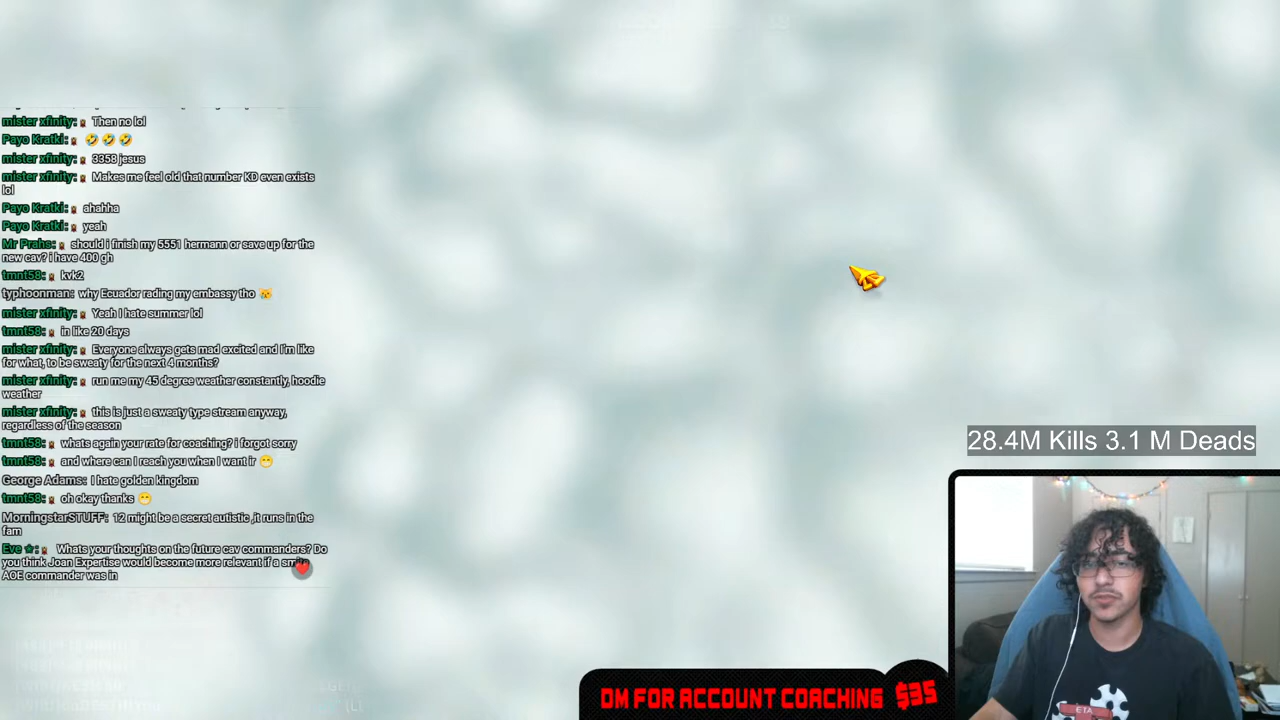 mister xfinity: Then no lol
Payo Kratki: 🤣 🤣 🤣
mister xfinity: 3358 jesus
mister xfinity: Makes me feel old that number KD even exists
lol
Payo Kratki: ahahha
Payo Kratki: yeah
Mr Prahs: should i finish my 5551 hermann or save up for the
new cav? i have 400 gh
tmnt58: kvk2
typhoonman: why Ecuador rading my embassy tho 😿
mister xfinity: Yeah I hate summer lol
tmnt58: in like 20 days
mister xfinity: Everyone always gets mad excited and I'm like
for what, to be sweaty for the next 4 months?
mister xfinity: run me my 45 degree weather constantly, hoodie
weather
mister xfinity: this is just a sweaty type stream anyway,
regardless of the season
tmnt58: whats again your rate for coaching? i forgot sorry
tmnt58: and where can I reach you when I want ir 😁
George Adams: I hate golden kingdom
tmnt58: oh okay thanks 😁
MorningstarSTUFF: 12 might be a secret autistic ,it runs in the
fam
Eve ☆: Whats your thoughts on the future cav commanders? Do
you think Joan Expertise would become more relevant if a smite
AOE commander was in
28.4M Kills 3.1 M Deads
DM FOR ACCOUNT COACHING $35
ETA